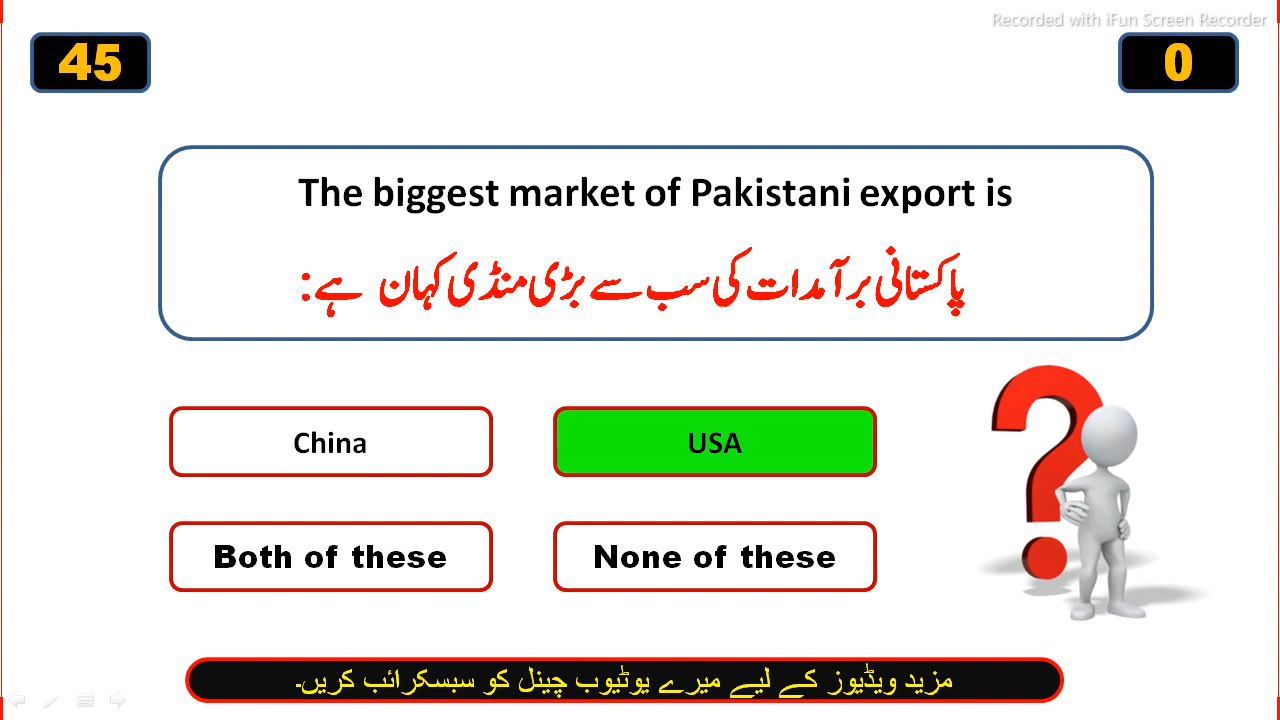 Recorded with iFun Screen Recorder
45
0
The biggest market of Pakistani export is
پاکستانی برآمدات کی سب سے بڑی منڈی کہان ہے:
China
USA
Both of these
None of these
مزید ویڈیوز کے لیے میرے یوٹیوب چینل کو سبسکرائب کریں۔